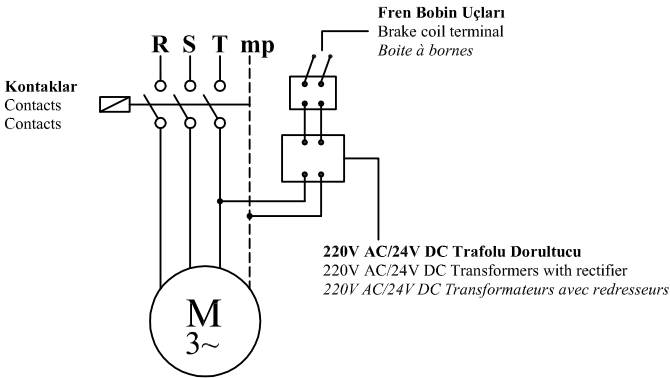 Fren Bobin Uçları
Brake coil terminal
Boite à bornes
R S T mp
Kontaklar
Contacts
Contacts
220V AC/24V DC Trafolu Dorultucu
220V AC/24V DC Transformers with rectifier
220V AC/24V DC Transformateurs avec redresseurs
M
3~